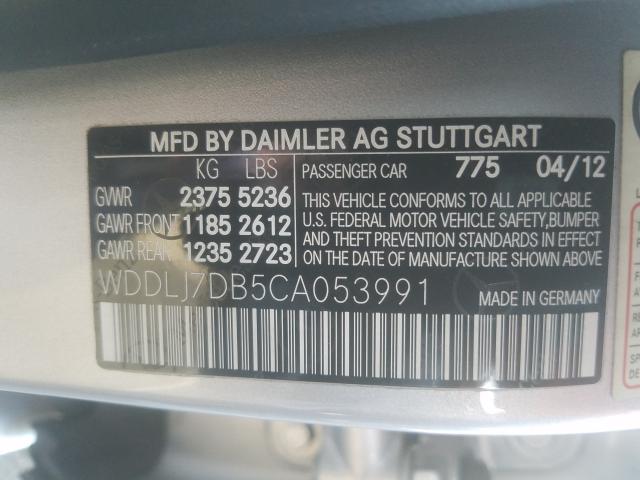 MFD BY DAIMLER AG STUTTGART
KG LBS
GVWR 2375 5236
GAWR FRONT 1185 2612
GAWR REAR 1235 2723
PASSENGER CAR 775 04/12
THIS VEHICLE CONFORMS TO ALL APPLICABLE
U.S. FEDERAL MOTOR VEHICLE SAFETY, BUMPER
AND THEFT PREVENTION STANDARDS IN EFFECT
ON THE DATE OF MANUFACTURE SHOWN ABOVE
WDDLJ7DB5CA053991
MADE IN GERMANY